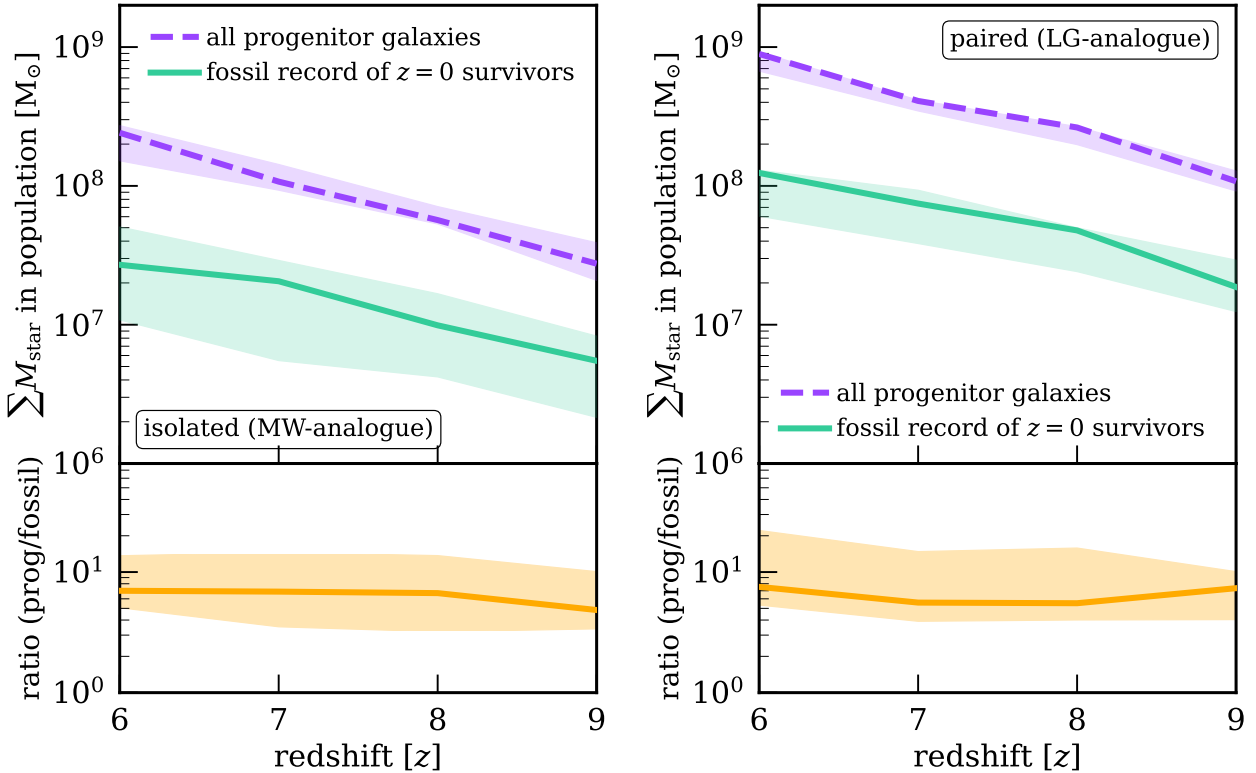 ∑M_star in population [M_⊙]
10^9
10^8
10^7
10^6
all progenitor galaxies
fossil record of z = 0 survivors
isolated (MW-analogue)
ratio (prog/fossil)
10^1
10^0
6 7 8 9
redshift [z]
∑M_star in population [M_⊙]
10^9
10^8
10^7
10^6
paired (LG-analogue)
all progenitor galaxies
fossil record of z = 0 survivors
ratio (prog/fossil)
10^1
10^0
6 7 8 9
redshift [z]